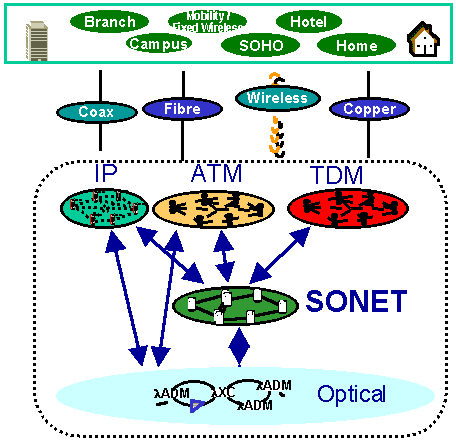 Branch
Mobility /
Fixed Wireless
Hotel
Campus
SOHO
Home
Coax
Fibre
Wireless
Copper
IP
ATM
TDM
SONET
λADM
λXC
λADM
λADM
Optical